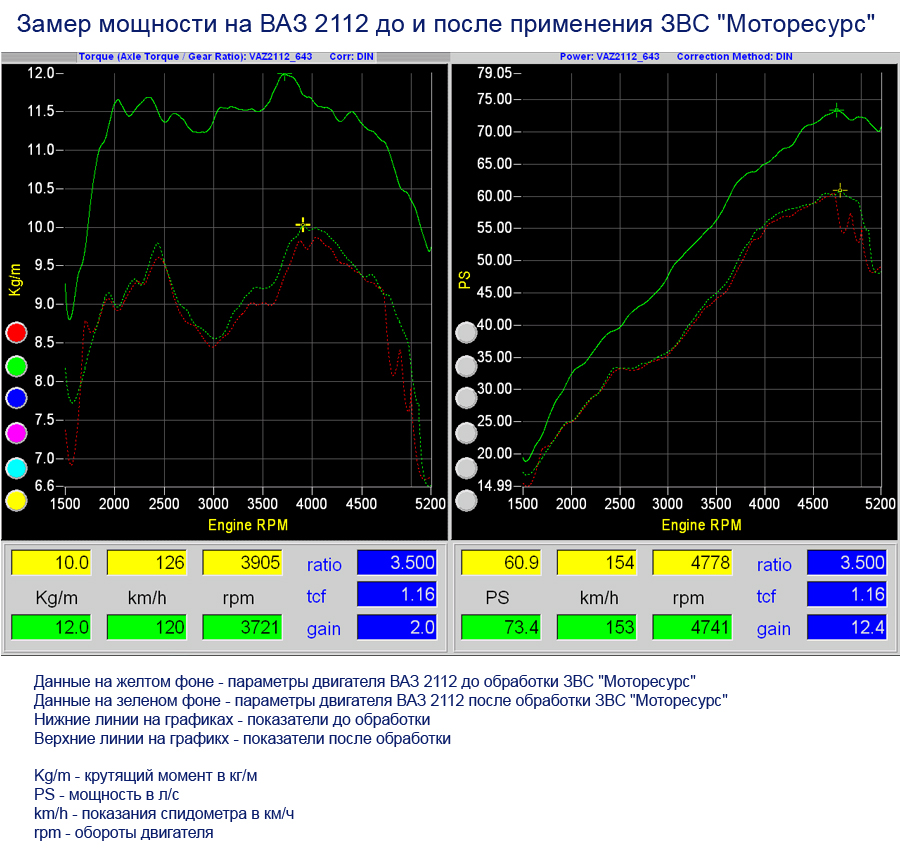 Замер мощности на ВАЗ 2112 до и после применения ЗВС "Моторесурс"
Torque (Axle Torque / Gear Ratio): VAZ2112_643 Corr: DIN
12.0
11.5
11.0
10.5
10.0
9.5
9.0
8.5
8.0
7.5
7.0
6.6
Kg/m
1500 2000 2500 3000 3500 4000 4500 5200
Engine RPM
Power: VAZ2112_643 Correction Method: DIN
79.05
75.00
70.00
65.00
60.00
55.00
50.00
45.00
40.00
35.00
30.00
25.00
20.00
14.99
PS
1500 2000 2500 3000 3500 4000 4500 5200
Engine RPM
10.0 126 3905 ratio 3.500
Kg/m km/h rpm tcf 1.16
12.0 120 3721 gain 2.0
60.9 154 4778 ratio 3.500
PS km/h rpm tcf 1.16
73.4 153 4741 gain 12.4
Данные на желтом фоне - параметры двигателя ВАЗ 2112 до обработки ЗВС "Моторесурс"
Данные на зеленом фоне - параметры двигателя ВАЗ 2112 после обработки ЗВС "Моторесурс"
Нижние линии на графиках - показатели до обработки
Верхние линии на графикх - показатели после обработки
Kg/m - крутящий момент в кг/м
PS - мощность в л/с
km/h - показания спидометра в км/ч
rpm - обороты двигателя